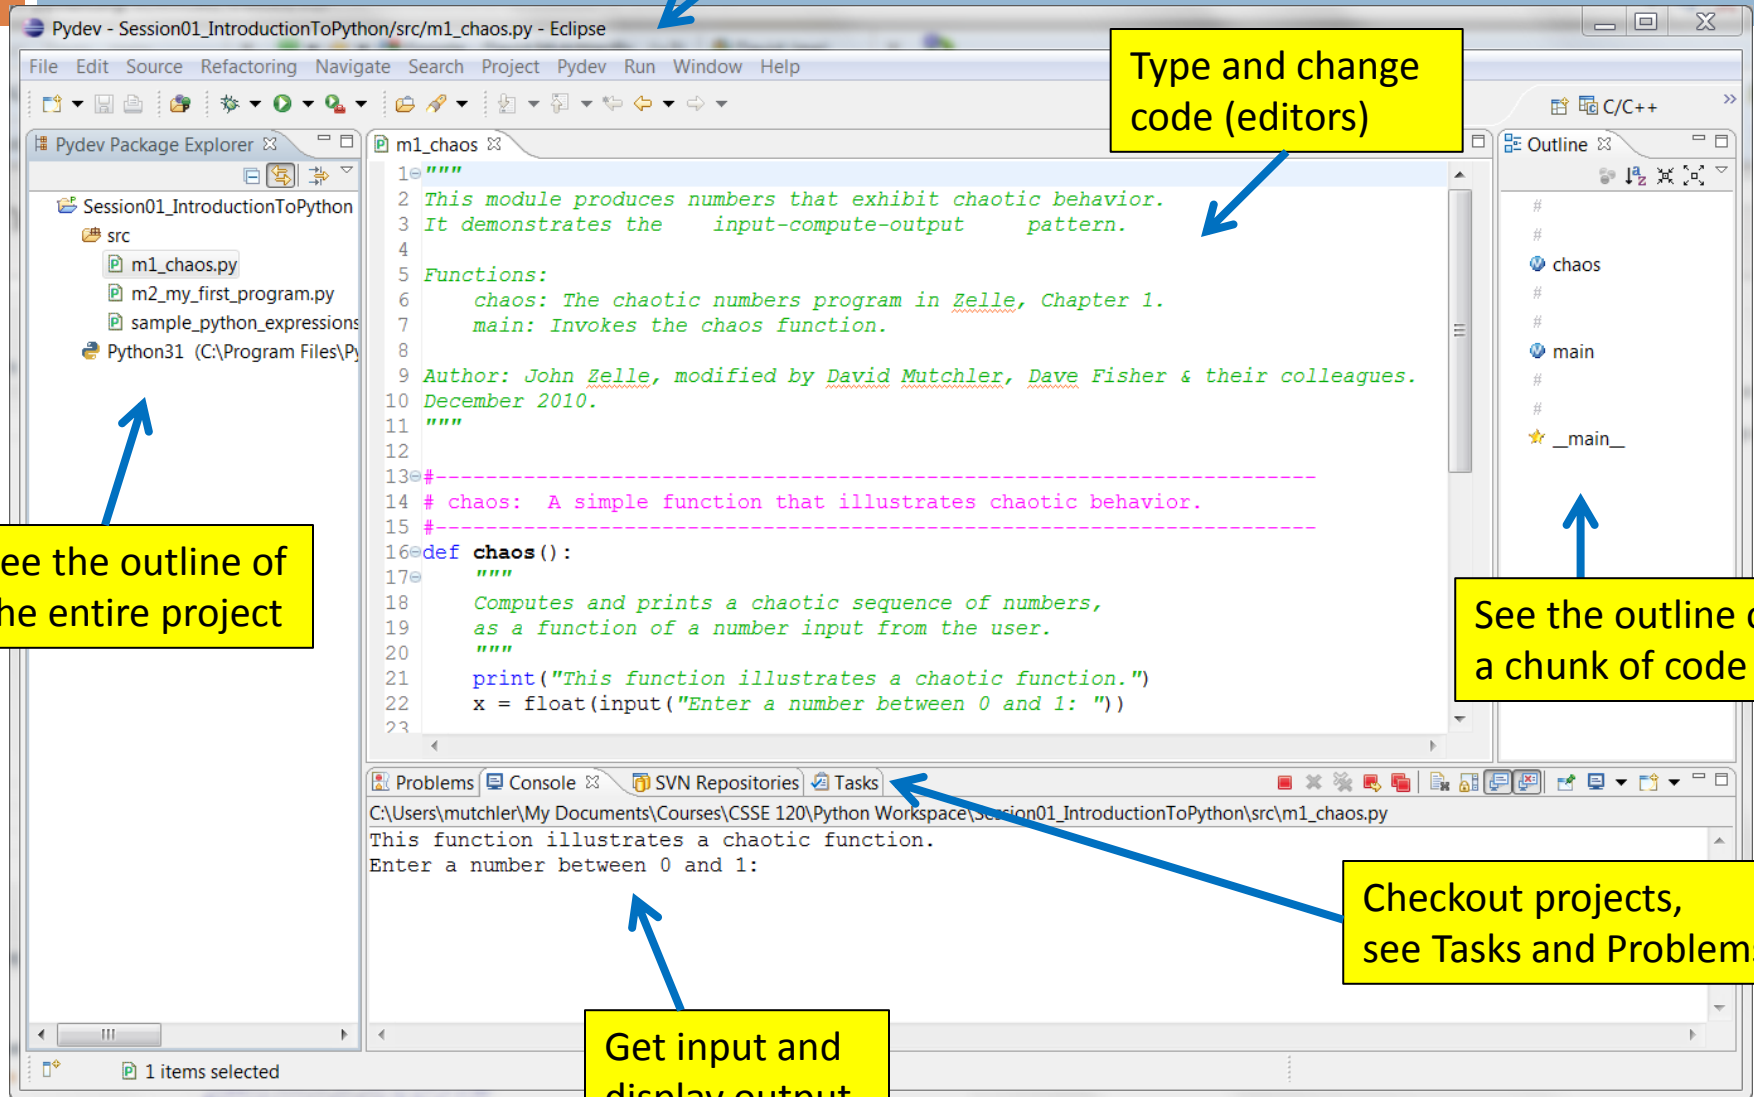 Pydev - Session01_IntroductionToPython/src/m1_chaos.py - Eclipse
File Edit Source Refactoring Navigate Search Project Pydev Run Window Help
Type and change
code (editors)
C/C++
Pydev Package Explorer
Session01_IntroductionToPython
src
m1_chaos.py
m2_my_first_program.py
sample_python_expressions
Python31 (C:\Program Files\Py
m1_chaos
1 """
2 This module produces numbers that exhibit chaotic behavior.
3 It demonstrates the    input-compute-output    pattern.
4
5 Functions:
6     chaos: The chaotic numbers program in Zelle, Chapter 1.
7     main: Invokes the chaos function.
8
9 Author: John Zelle, modified by David Mutchler, Dave Fisher & their colleagues.
10 December 2010.
11 """
12
13 #---------------------------------------------------------------------
14 # chaos:  A simple function that illustrates chaotic behavior.
15 #---------------------------------------------------------------------
16 def chaos():
17     """
18     Computes and prints a chaotic sequence of numbers,
19     as a function of a number input from the user.
20     """
21     print("This function illustrates a chaotic function.")
22     x = float(input("Enter a number between 0 and 1: "))
23
Outline
#
#
chaos
#
#
main
#
#
__main__
ee the outline of
he entire project
See the outline o
a chunk of code
Problems Console SVN Repositories Tasks
C:\Users\mutchler\My Documents\Courses\CSSE 120\Python Workspace\Session01_IntroductionToPython\src\m1_chaos.py
This function illustrates a chaotic function.
Enter a number between 0 and 1:
Checkout projects,
see Tasks and Problems
Get input and
display output
1 items selected